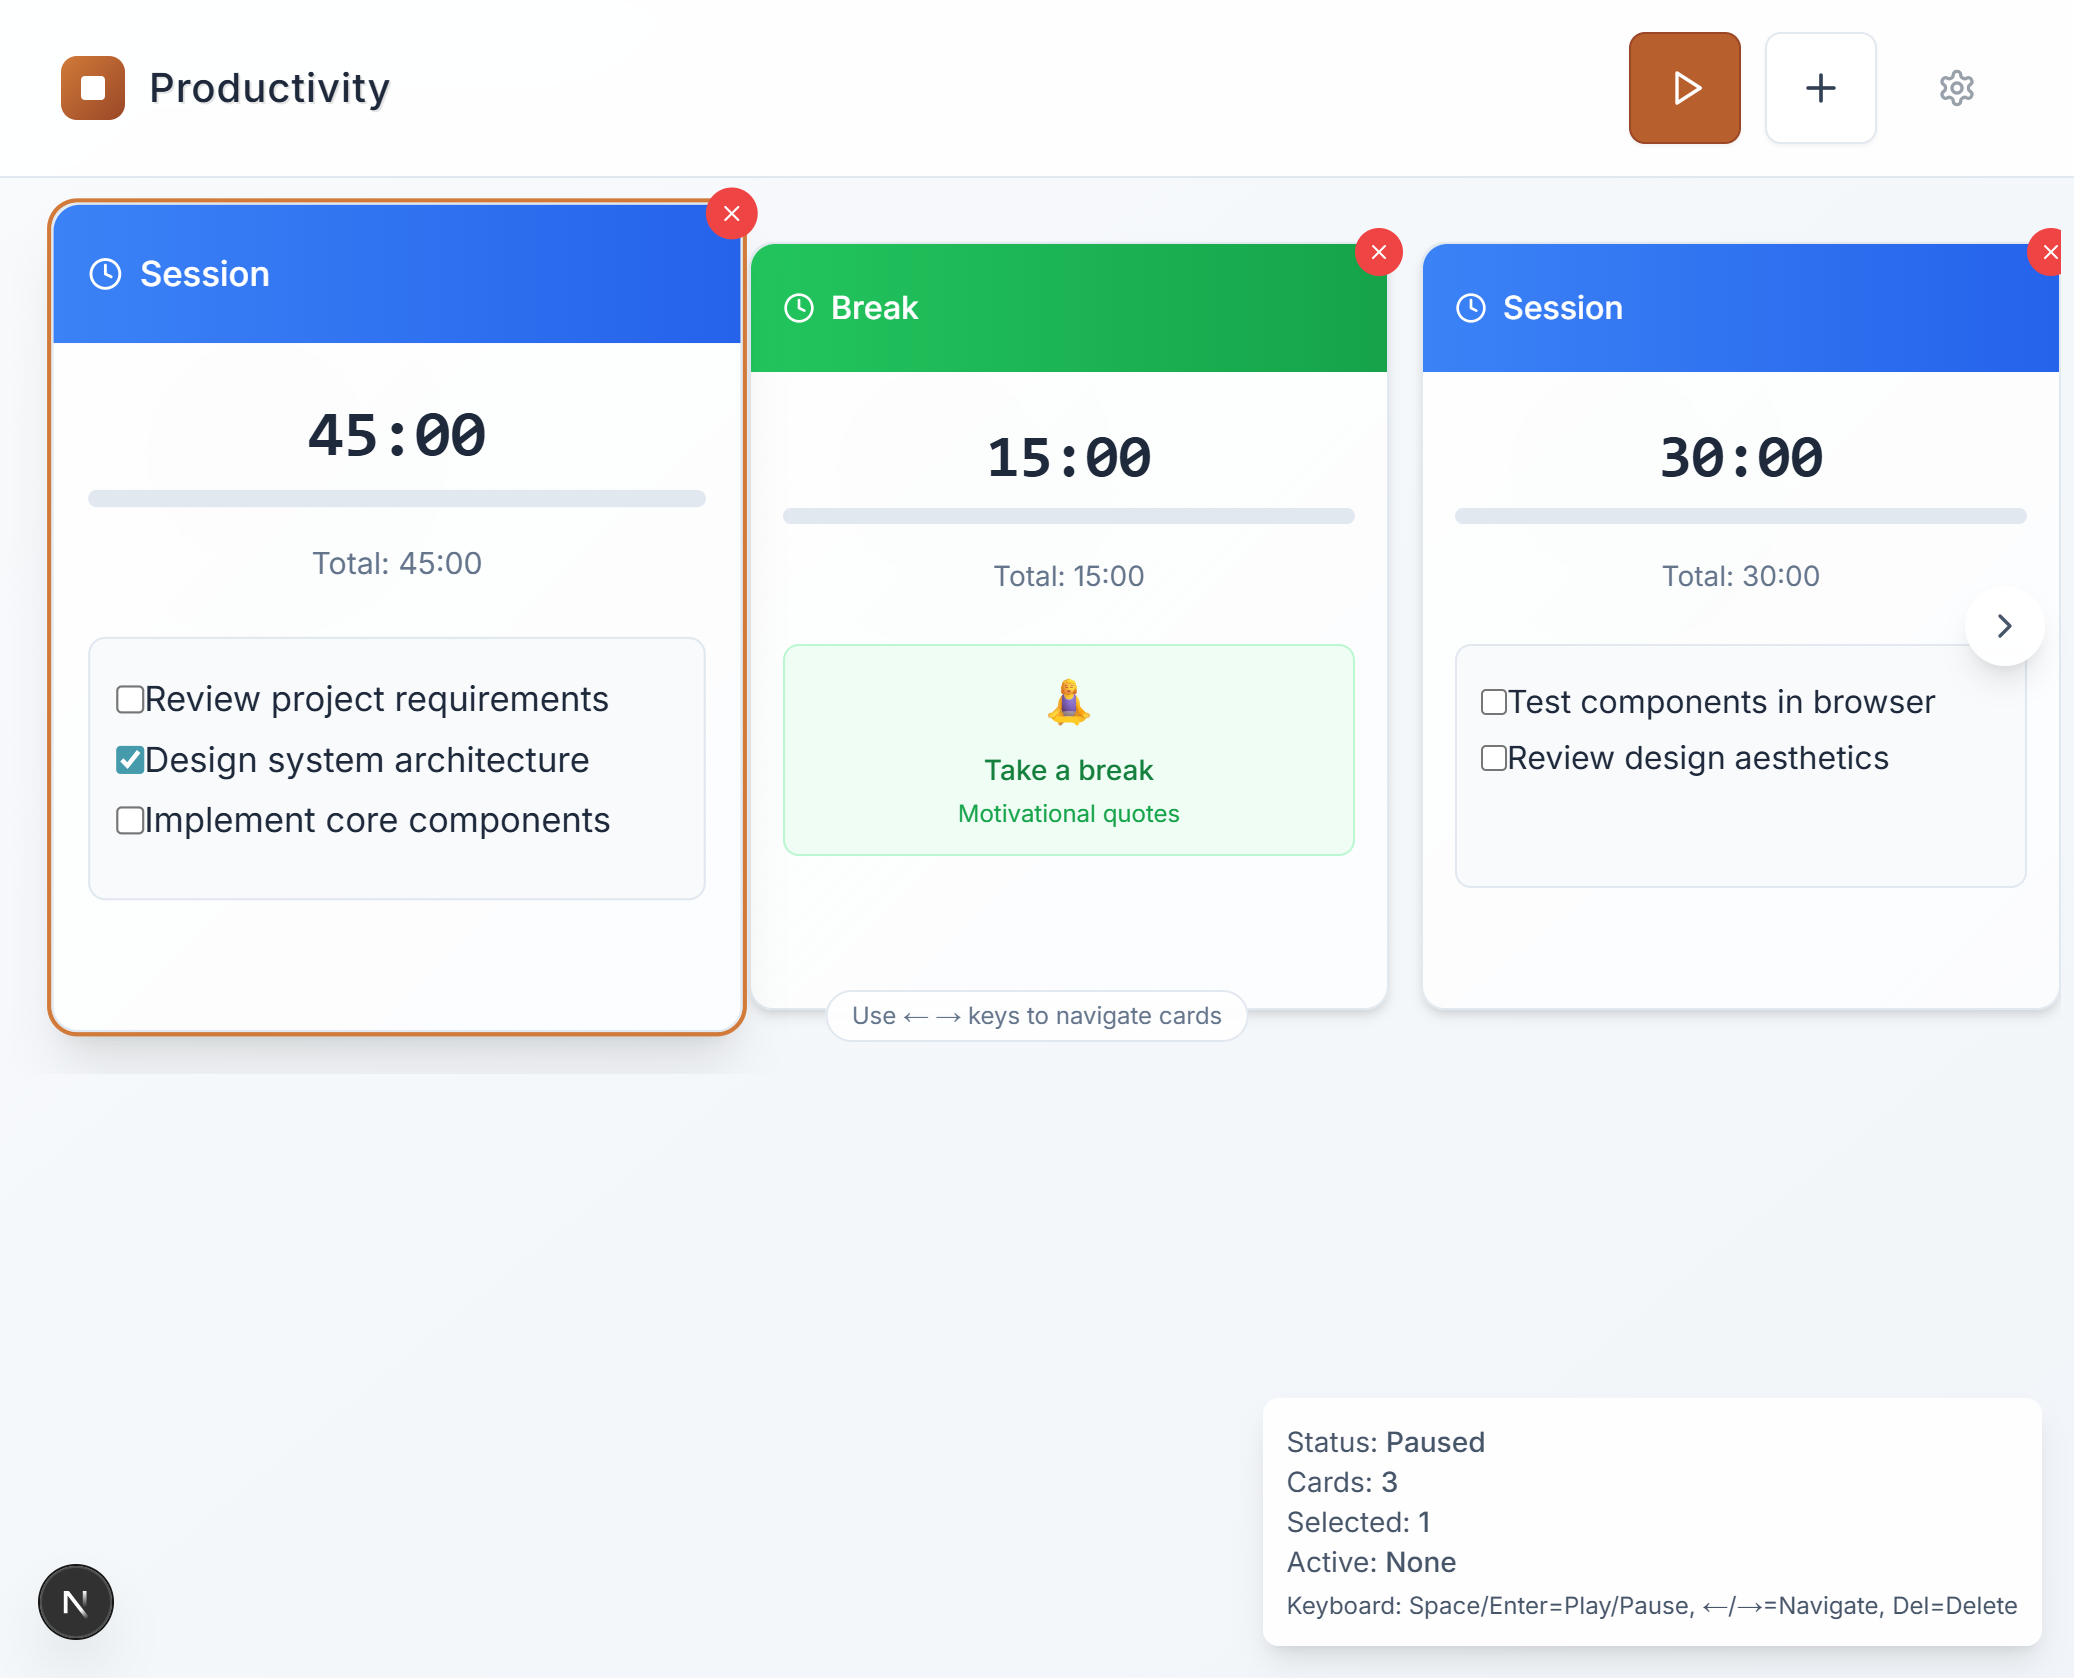 Productivity
Session
45:00
Total: 45:00
Review project requirements
Design system architecture
Implement core components
Break
15:00
Total: 15:00
Take a break
Motivational quotes
Session
30:00
Total: 30:00
Test components in browser
Review design aesthetics
Use ← → keys to navigate cards
Status: Paused
Cards: 3
Selected: 1
Active: None
Keyboard: Space/Enter=Play/Pause, ←/→=Navigate, Del=Delete
N